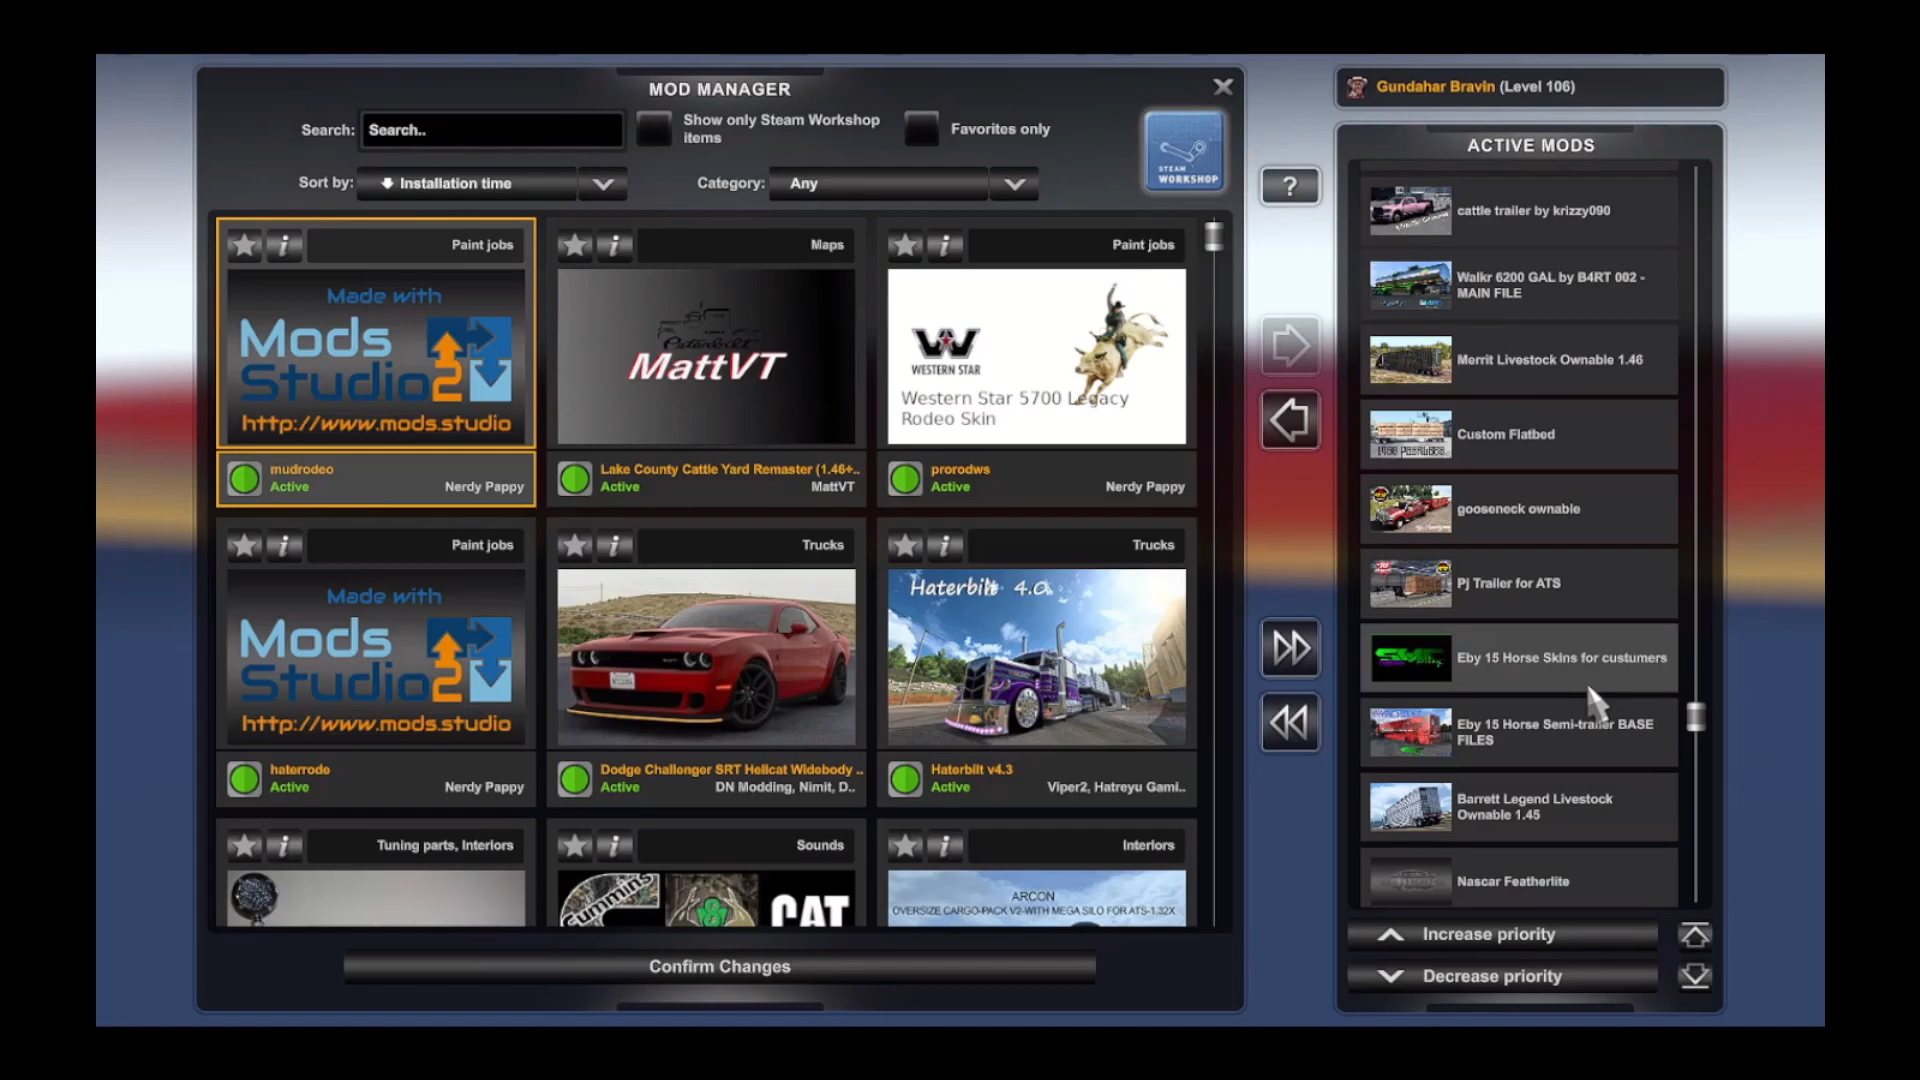 MOD MANAGER
Search:
Search..
Show only Steam Workshop
items
Favorites only
STEAM
WORKSHOP
Sort by:
Installation time
Category:
Any
Paint jobs
Made with
Mods
Studio2
http://www.mods.studio
mudrodeo
Active
Nerdy Pappy
Maps
Peterbilt
MattVT
Lake County Cattle Yard Remaster (1.46+..
Active
MattVT
Paint jobs
WESTERN STAR
Western Star 5700 Legacy
Rodeo Skin
prorodws
Active
Nerdy Pappy
Paint jobs
Made with
Mods
Studio2
http://www.mods.studio
haterrode
Active
Nerdy Pappy
Trucks
Dodge Challenger SRT Hellcat Widebody ..
Active
DN Modding, Nimit, D..
Trucks
Haterbilt 4.0.
Haterbilt v4.3
Active
Viper2, Hatreyu Gami..
Tuning parts, Interiors
Sounds
Cummins
CAT
Interiors
ARCON
OVERSIZE CARGO-PACK V2-WITH MEGA SILO FOR ATS-1.32X
Confirm Changes
?
Gundahar Bravin (Level 106)
ACTIVE MODS
cattle trailer by krizzy090
Walkr 6200 GAL by B4RT 002 -
MAIN FILE
Merrit Livestock Ownable 1.46
Custom Flatbed
gooseneck ownable
Pj Trailer for ATS
Eby 15 Horse Skins for custumers
Eby 15 Horse Semi-trailer BASE
FILES
Barrett Legend Livestock
Ownable 1.45
Nascar Featherlite
Increase priority
Decrease priority